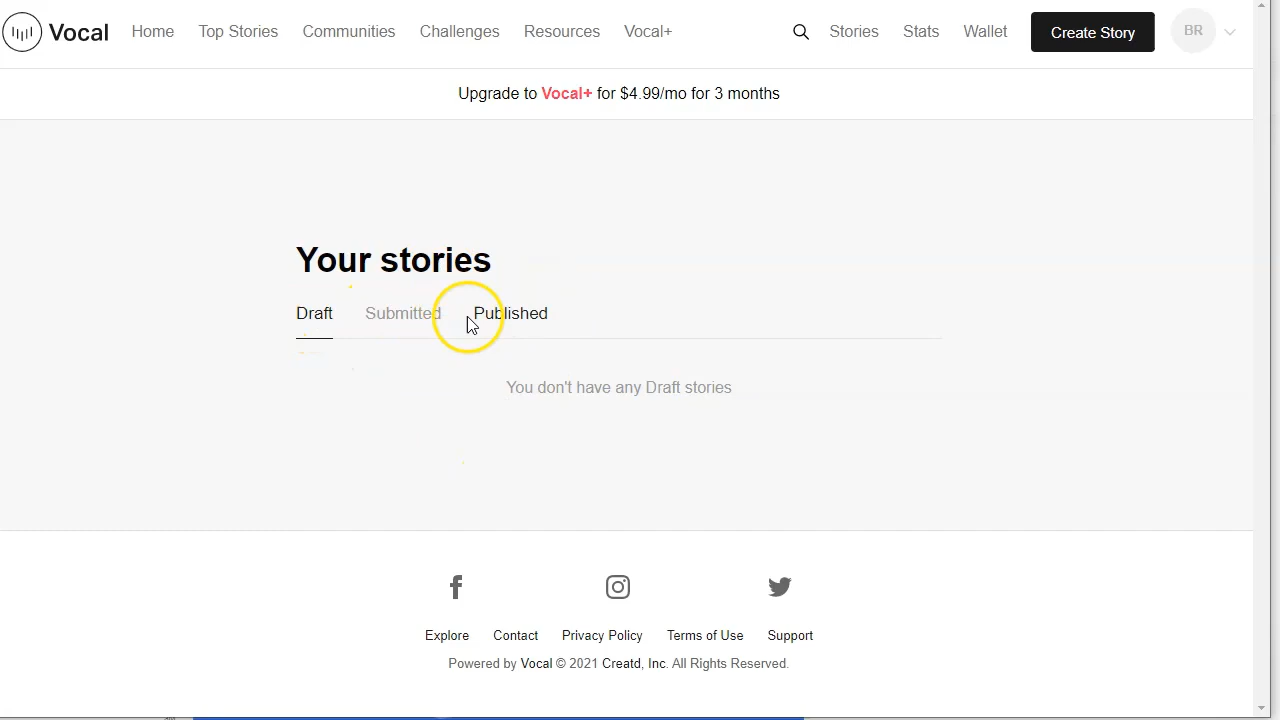 Vocal Home Top Stories Communities Challenges Resources Vocal+ Stories Stats Wallet Create Story BR
Upgrade to Vocal+ for $4.99/mo for 3 months
Your stories
Draft Submitted Published
You don't have any Draft stories
Explore Contact Privacy Policy Terms of Use Support
Powered by Vocal © 2021 Creatd, Inc. All Rights Reserved.